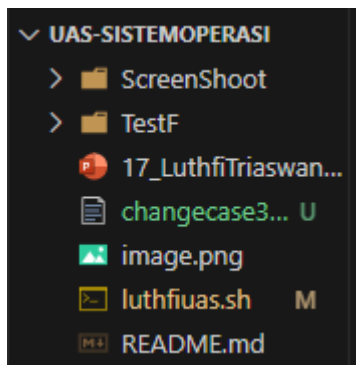 UAS-SISTEMOPERASI
ScreenShoot
TestF
17_LuthfiTriaswan...
changecase3... U
image.png
luthfiuas.sh M
README.md